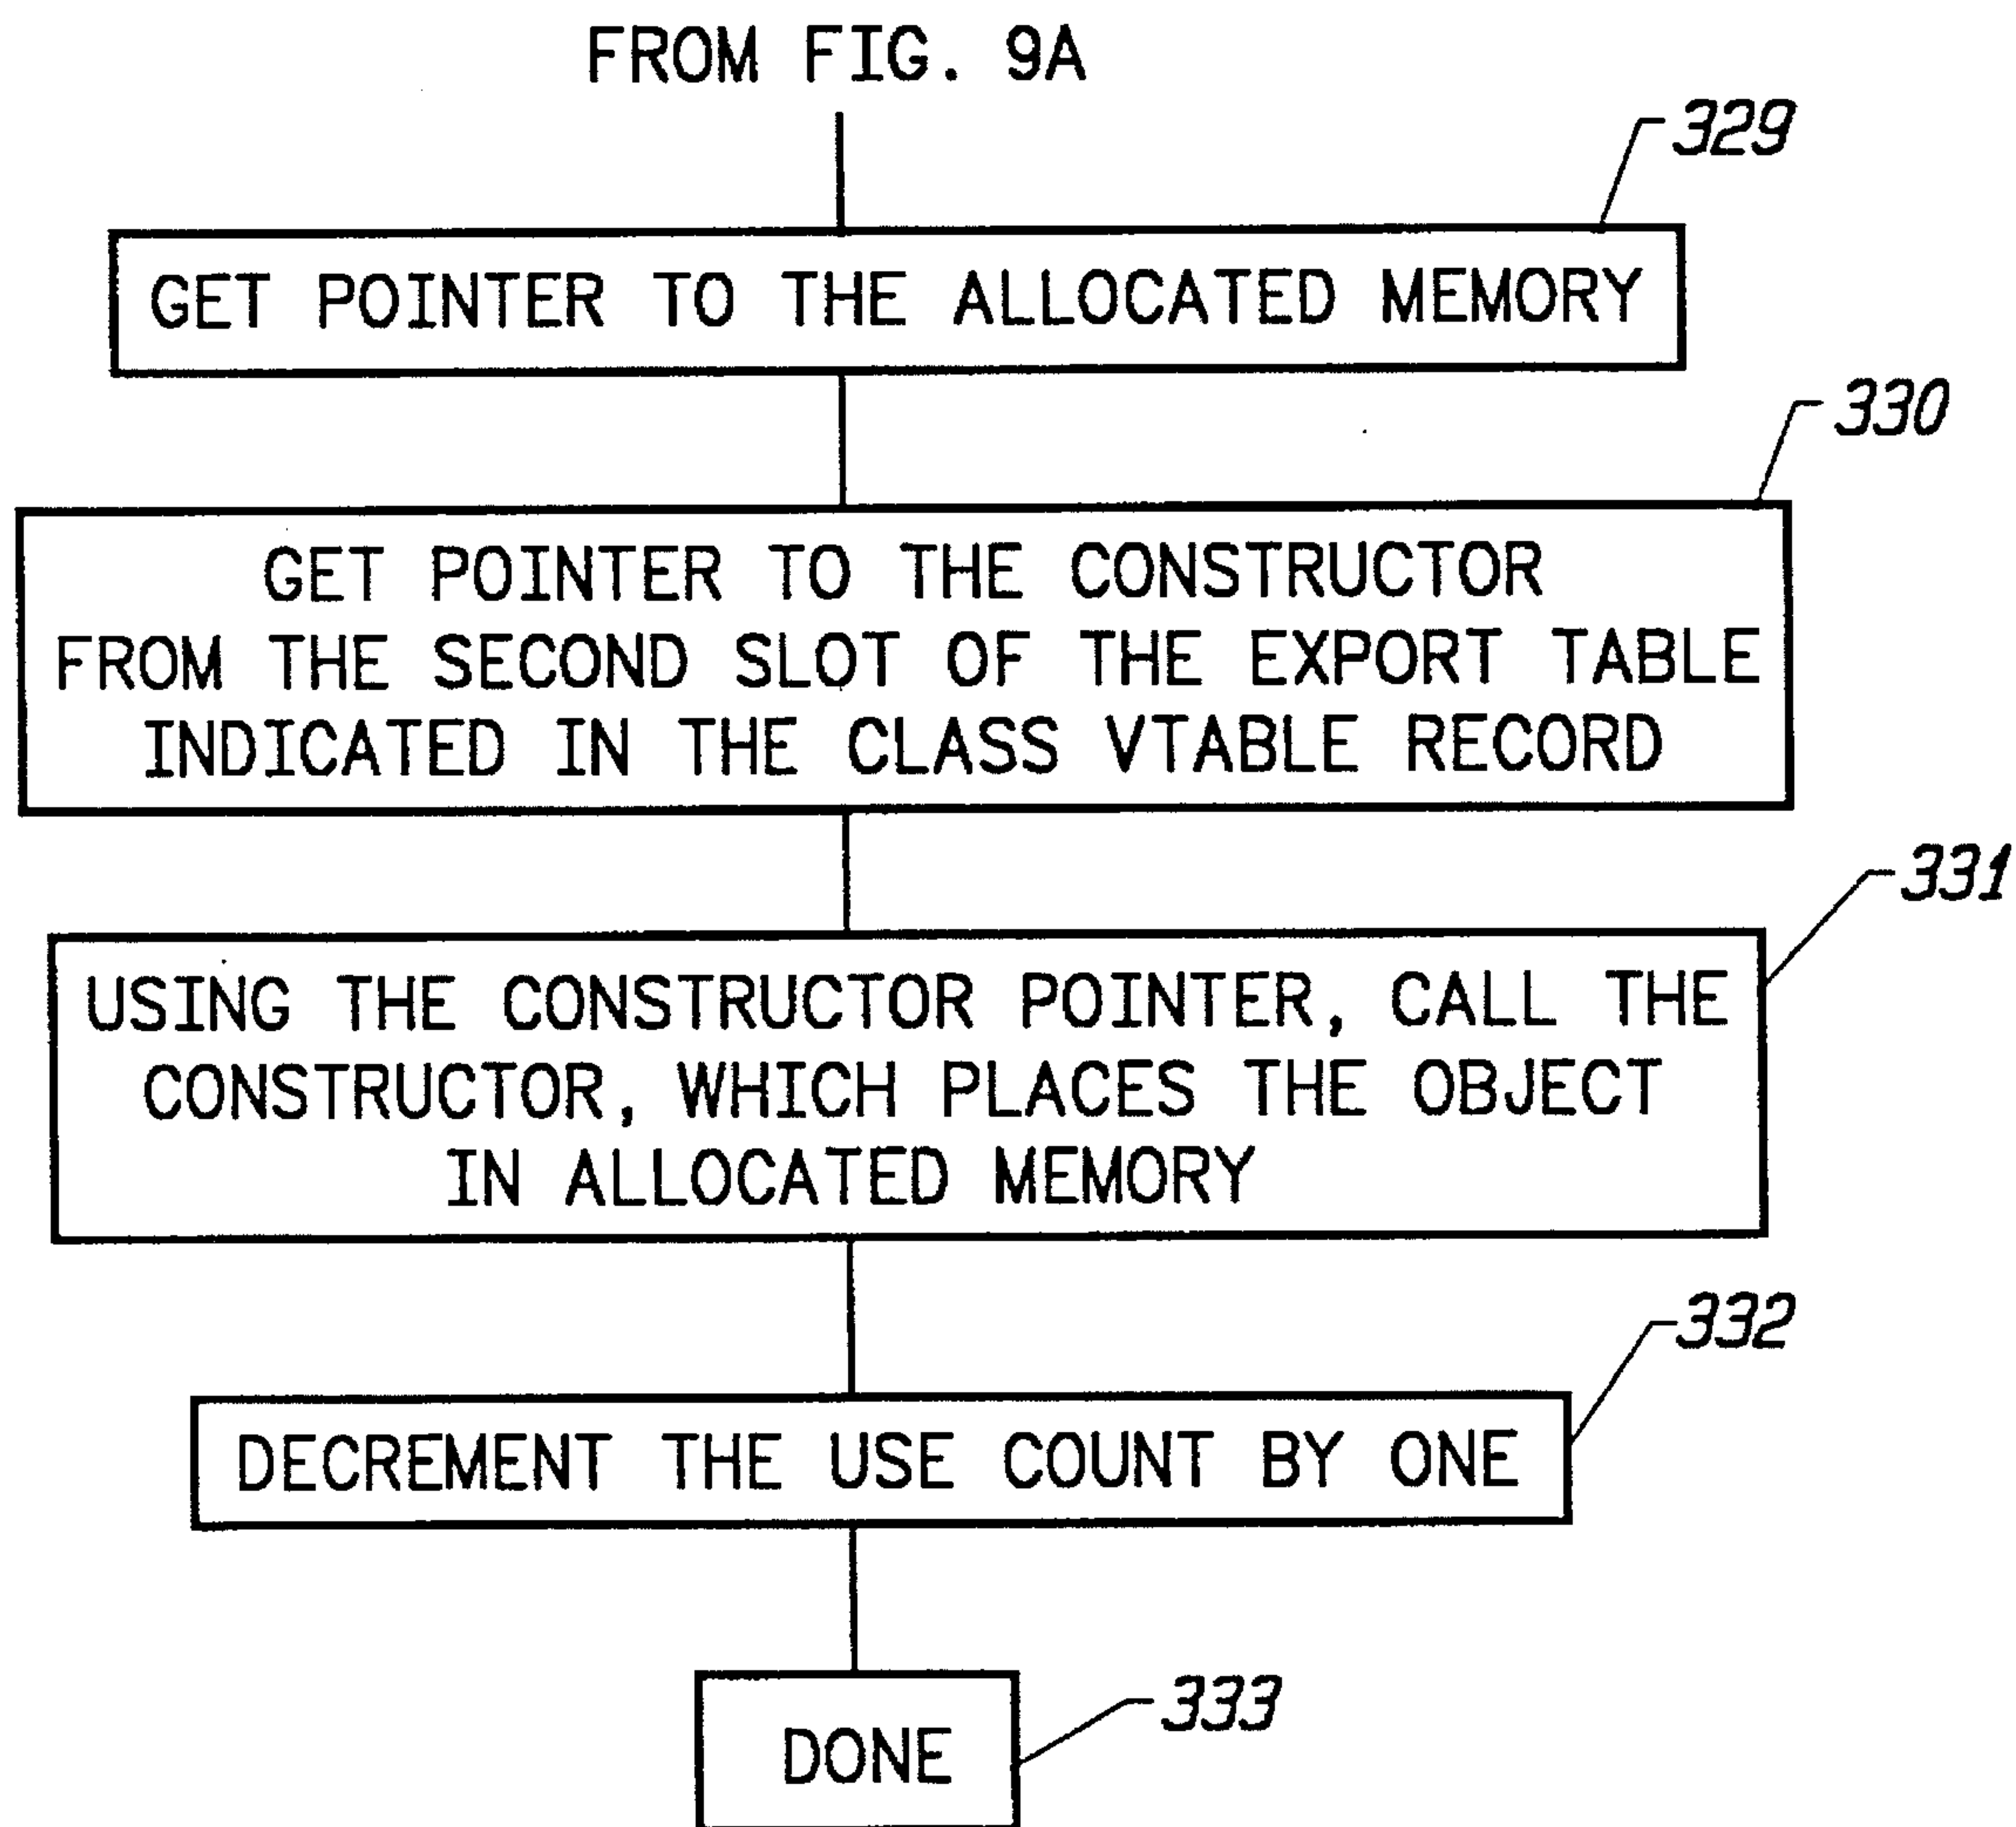 FROM FIG. 9A
329
GET POINTER TO THE ALLOCATED MEMORY
330
GET POINTER TO THE CONSTRUCTOR
FROM THE SECOND SLOT OF THE EXPORT TABLE
INDICATED IN THE CLASS VTABLE RECORD
331
USING THE CONSTRUCTOR POINTER, CALL THE
CONSTRUCTOR, WHICH PLACES THE OBJECT
IN ALLOCATED MEMORY
332
DECREMENT THE USE COUNT BY ONE
333
DONE